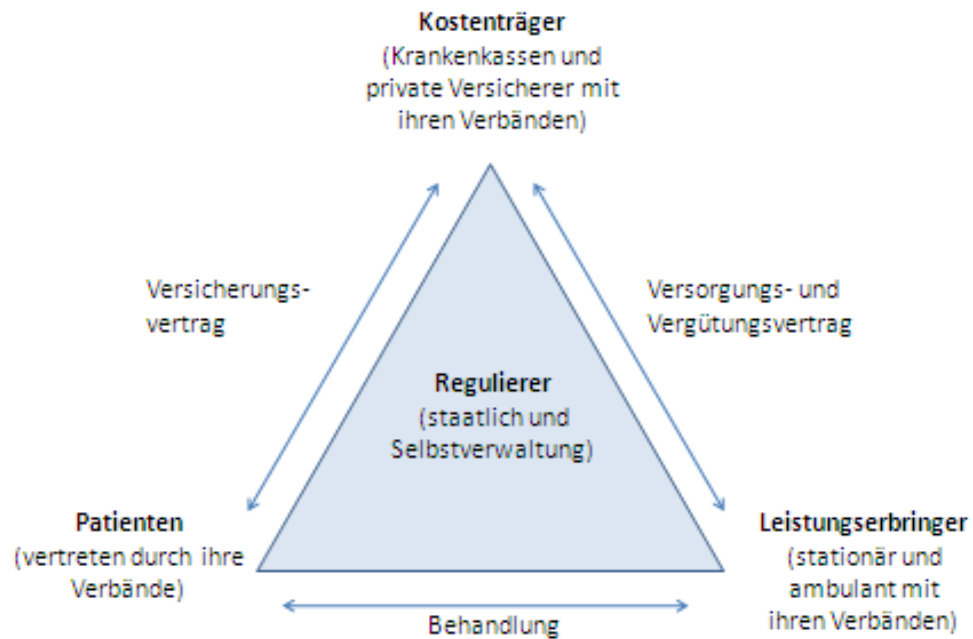 Kostenträger
(Krankenkassen und
private Versicherer mit
ihren Verbänden)
Versicherungs-
vertrag
Versorgungs- und
Vergütungsvertrag
Regulierer
(staatlich und
Selbstverwaltung)
Patienten
(vertreten durch ihre
Verbände)
Leistungserbringer
(stationär und
ambulant mit
ihren Verbänden)
Behandlung